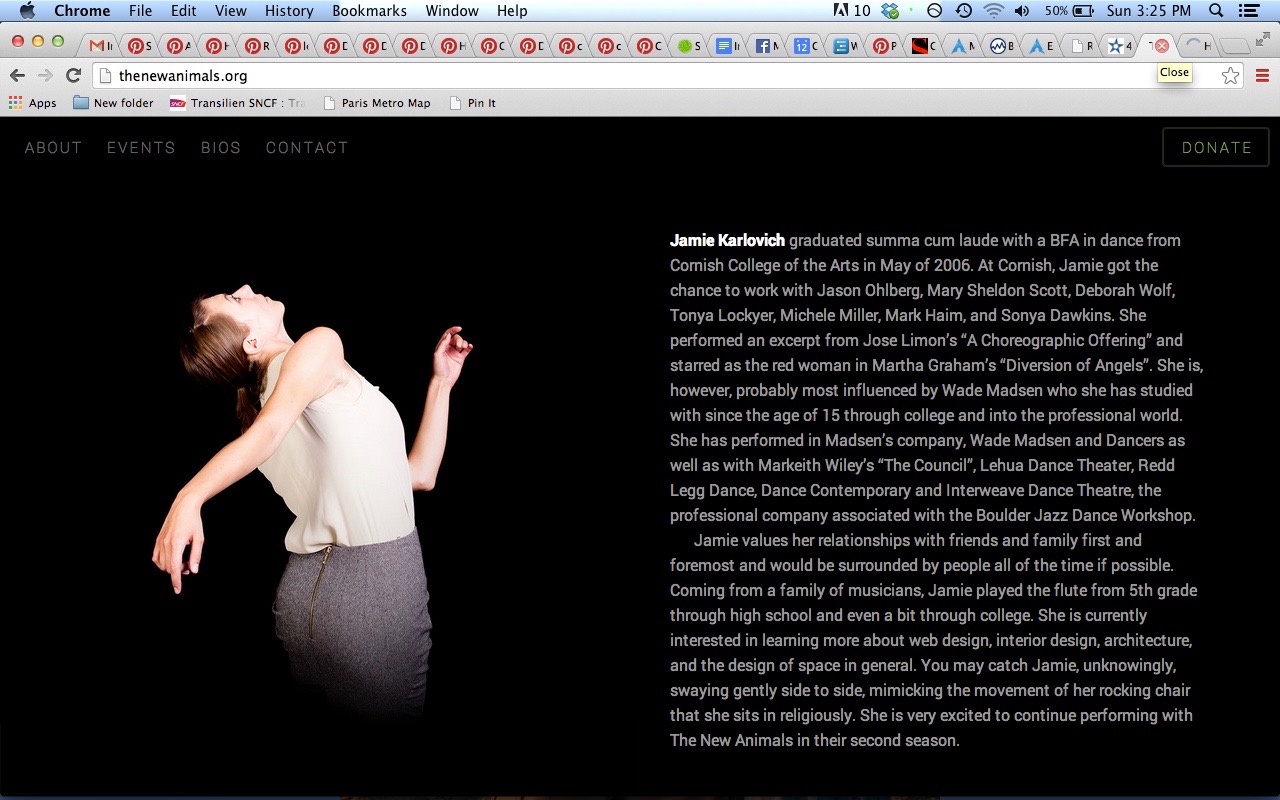 Chrome File Edit View History Bookmarks Window Help 10 50% Sun 3:25 PM
thenewanimals.org
Close
Apps New folder Transilien SNCF : Tra Paris Metro Map Pin It
ABOUT EVENTS BIOS CONTACT DONATE
Jamie Karlovich graduated summa cum laude with a BFA in dance from
Cornish College of the Arts in May of 2006. At Cornish, Jamie got the
chance to work with Jason Ohlberg, Mary Sheldon Scott, Deborah Wolf,
Tonya Lockyer, Michele Miller, Mark Haim, and Sonya Dawkins. She
performed an excerpt from Jose Limon’s “A Choreographic Offering” and
starred as the red woman in Martha Graham’s “Diversion of Angels”. She is,
however, probably most influenced by Wade Madsen who she has studied
with since the age of 15 through college and into the professional world.
She has performed in Madsen’s company, Wade Madsen and Dancers as
well as with Markeith Wiley’s “The Council”, Lehua Dance Theater, Redd
Legg Dance, Dance Contemporary and Interweave Dance Theatre, the
professional company associated with the Boulder Jazz Dance Workshop.
Jamie values her relationships with friends and family first and
foremost and would be surrounded by people all of the time if possible.
Coming from a family of musicians, Jamie played the flute from 5th grade
through high school and even a bit through college. She is currently
interested in learning more about web design, interior design, architecture,
and the design of space in general. You may catch Jamie, unknowingly,
swaying gently side to side, mimicking the movement of her rocking chair
that she sits in religiously. She is very excited to continue performing with
The New Animals in their second season.